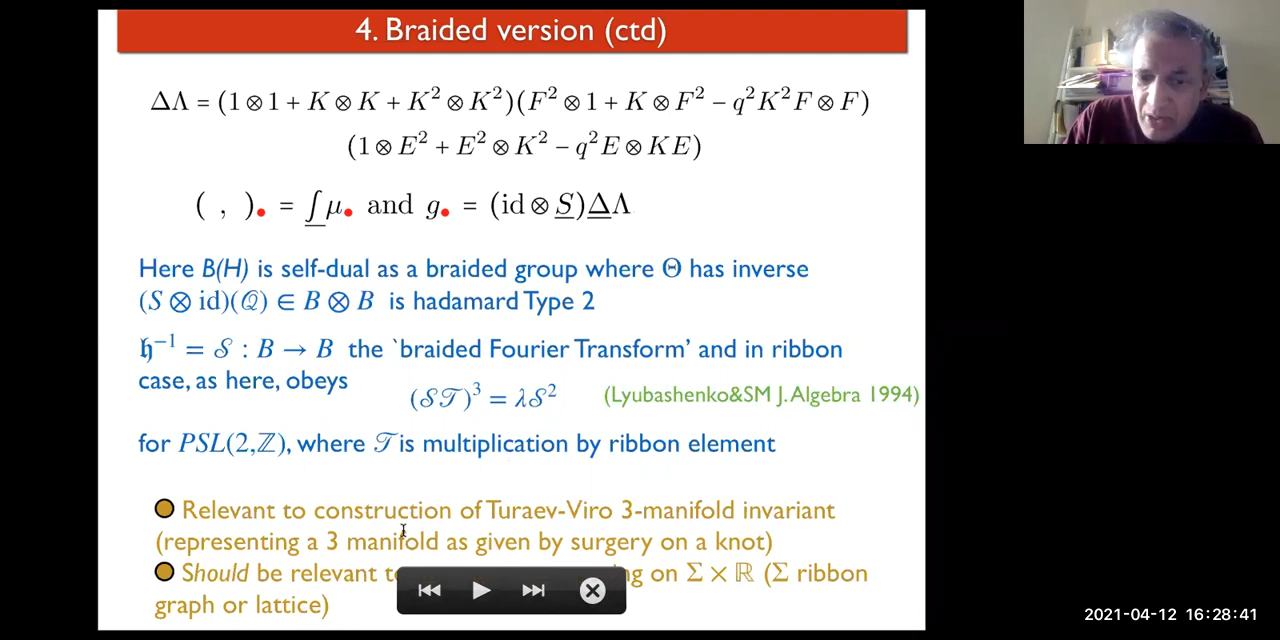 4. Braided version (ctd)
ΔΛ = (1⊗1 + K⊗K + K²⊗K²)(F²⊗1 + K⊗F² − q²K²F⊗F)
(1⊗E² + E²⊗K² − q²E⊗KE)
( , )• = ∫μ• and g• = (id⊗S)ΔΛ
Here B(H) is self-dual as a braided group where Θ has inverse
(S ⊗ id)(𝒬) ∈ B ⊗ B is hadamard Type 2
𝔥⁻¹ = 𝒮 : B → B the `braided Fourier Transform' and in ribbon
case, as here, obeys (𝒮𝒯)³ = λ𝒮² (Lyubashenko&SM J. Algebra 1994)
for PSL(2,ℤ), where 𝒯 is multiplication by ribbon element
Relevant to construction of Turaev-Viro 3-manifold invariant
(representing a 3 manifold as given by surgery on a knot)
Should be relevant on Σ × ℝ (Σ ribbon
graph or lattice)
2021-04-12 16:28:41